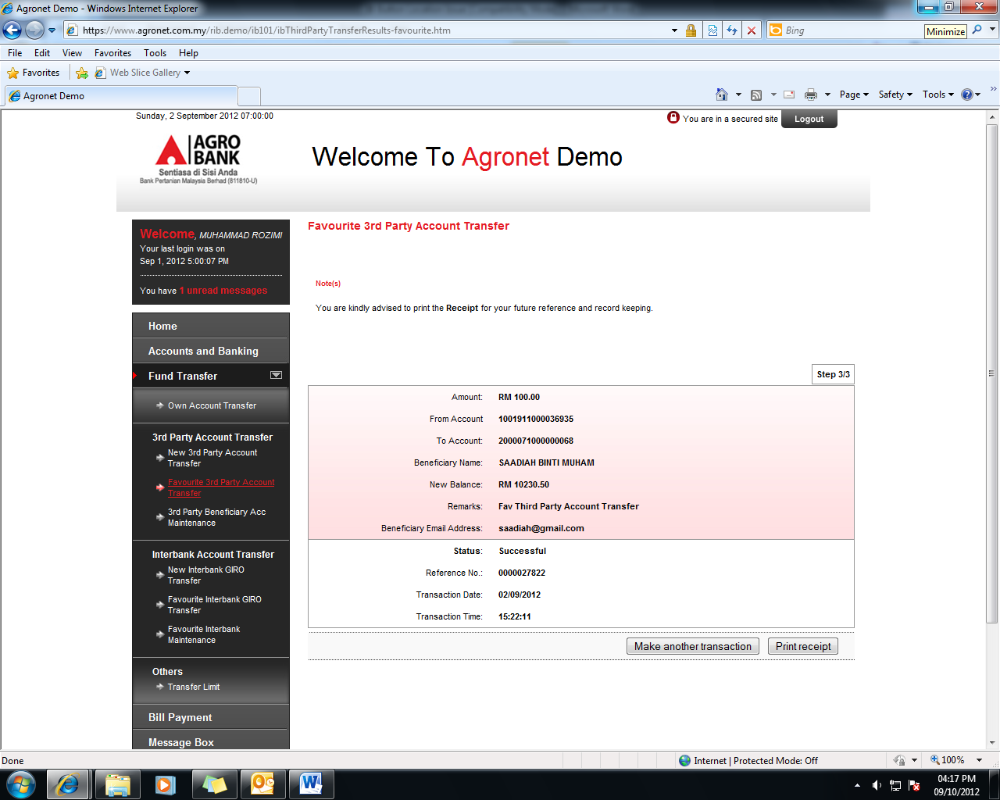 Agronet Demo - Windows Internet Explorer
https://www.agronet.com.my/rib.demo/ib101/ibThirdPartyTransferResults-favourite.htm
Bing
Minimize
File Edit View Favorites Tools Help
Favorites Web Slice Gallery
Agronet Demo
Page Safety Tools
Sunday, 2 September 2012 07:00:00
You are in a secured site Logout
AGRO
BANK
Sentiasa di Sisi Anda
Bank Pertanian Malaysia Berhad (811810-U)
Welcome To Agronet Demo
Welcome, MUHAMMAD ROZIMI
Your last login was on
Sep 1, 2012 5:00:07 PM
You have 1 unread messages
Home
Accounts and Banking
Fund Transfer
Own Account Transfer
3rd Party Account Transfer
New 3rd Party Account
Transfer
Favourite 3rd Party Account
Transfer
3rd Party Beneficiary Acc
Maintenance
Interbank Account Transfer
New Interbank GIRO
Transfer
Favourite Interbank GIRO
Transfer
Favourite Interbank
Maintenance
Others
Transfer Limit
Bill Payment
Message Box
Favourite 3rd Party Account Transfer
Note(s)
You are kindly advised to print the Receipt for your future reference and record keeping.
Step 3/3
Amount: RM 100.00
From Account 1001911000036935
To Account: 2000071000000068
Beneficiary Name: SAADIAH BINTI MUHAM
New Balance: RM 10230.50
Remarks: Fav Third Party Account Transfer
Beneficiary Email Address: saadiah@gmail.com
Status: Successful
Reference No.: 0000027822
Transaction Date: 02/09/2012
Transaction Time: 15:22:11
Make another transaction Print receipt
Done
Internet | Protected Mode: Off
100%
04:17 PM
09/10/2012